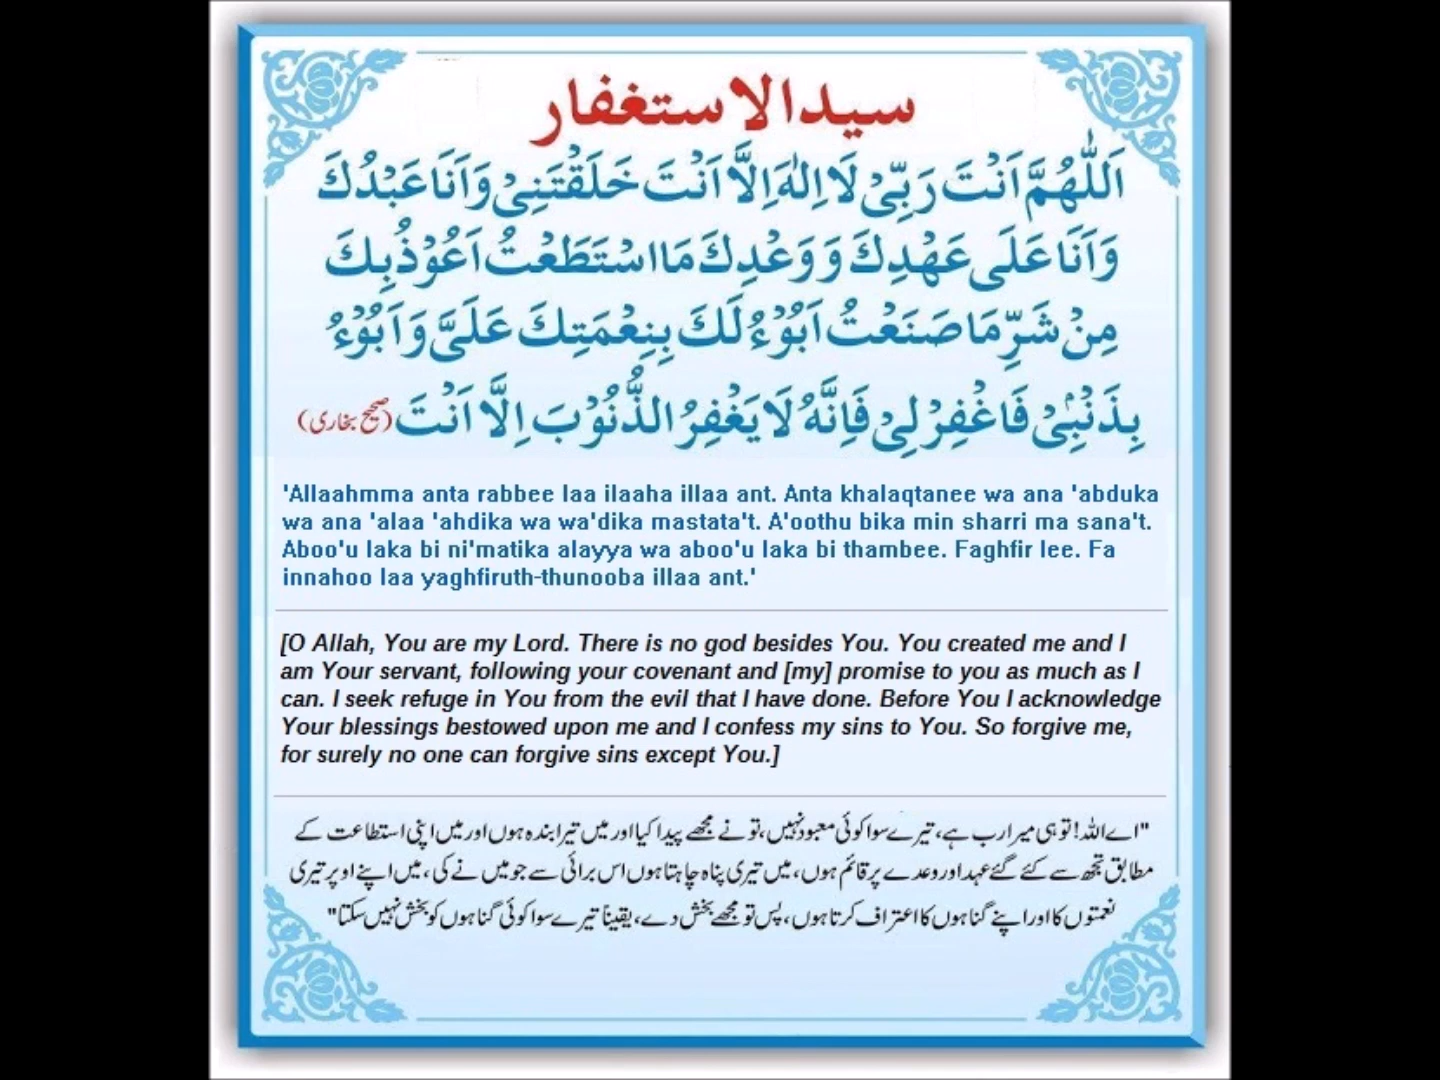 سید الاستغفار
اَللّٰهُمَّ اَنْتَ رَبِّیْ لَا اِلٰهَ اِلَّا اَنْتَ خَلَقْتَنِیْ وَ اَنَا عَبْدُكَ
وَ اَنَا عَلَی عَهْدِكَ وَ وَعْدِكَ مَا اسْتَطَعْتُ اَعُوْذُبِكَ
مِنْ شَرِّ مَا صَنَعْتُ اَبُوْءُ لَكَ بِنِعْمَتِكَ عَلَیَّ وَ اَبُوْءُ
بِذَنْۢبِیْ فَاغْفِرْ لِیْ فَاِنَّهُ لَا یَغْفِرُ الذُّنُوْبَ اِلَّا اَنْتَ (صحیح بخاری)
'Allaahmma anta rabbee laa ilaaha illaa ant. Anta khalaqtanee wa ana 'abduka
wa ana 'alaa 'ahdika wa wa'dika mastata't. A'oothu bika min sharri ma sana't.
Aboo'u laka bi ni'matika alayya wa aboo'u laka bi thambee. Faghfir lee. Fa
innahoo laa yaghfiruth-thunooba illaa ant.'
[O Allah, You are my Lord. There is no god besides You. You created me and I
am Your servant, following your covenant and [my] promise to you as much as I
can. I seek refuge in You from the evil that I have done. Before You I acknowledge
Your blessings bestowed upon me and I confess my sins to You. So forgive me,
for surely no one can forgive sins except You.]
"اے اللہ! تو ہی میرا رب ہے، تیرے سوا کوئی معبود نہیں، تو نے مجھے پیدا کیا اور میں تیرا بندہ ہوں اور میں اپنی استطاعت کے
مطابق تجھ سے کئے گئے عہد اور وعدے پر قائم ہوں، میں تیری پناہ چاہتا ہوں اس برائی سے جو میں نے کی، میں اپنے اوپر تیری
نعمتوں کا اور اپنے گناہوں کا اعتراف کرتا ہوں، پس تو مجھے بخش دے، یقیناً تیرے سوا کوئی گناہوں کو بخش نہیں سکتا"